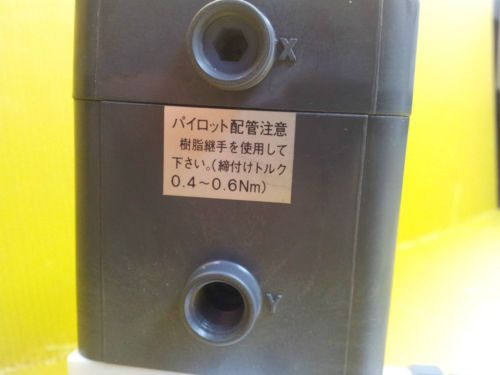 X
パイロット配管注意
樹脂継手を使用して
下さい。(締付けトルク
0.4～0.6Nm)
Y